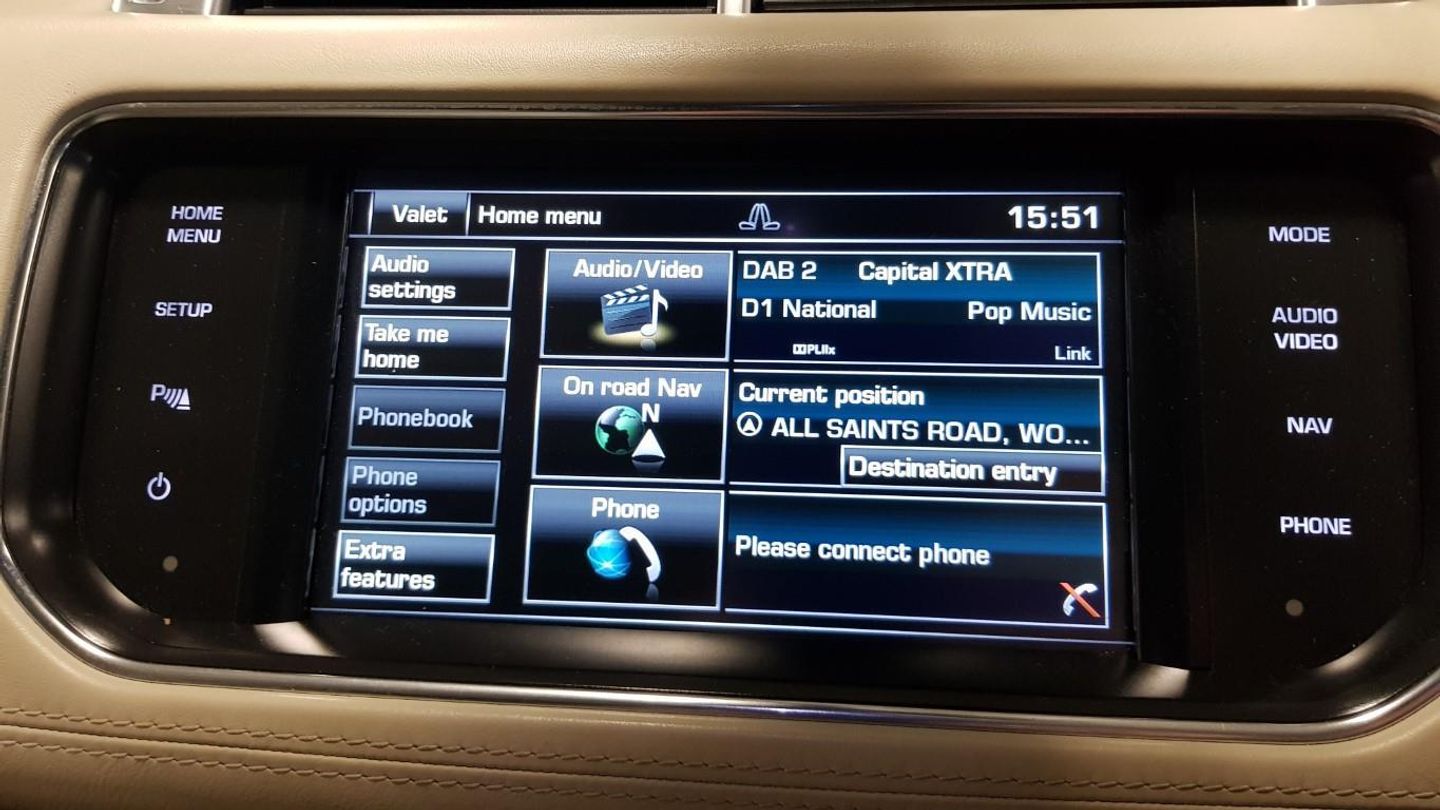 HOME
MENU
SETUP
P
Valet
Home menu
15:51
Audio
settings
Take me
home
Phonebook
Phone
options
Extra
features
Audio/Video
On road Nav
N
Phone
DAB 2 Capital XTRA
D1 National Pop Music
PLIIx Link
Current position
ALL SAINTS ROAD, WO...
Destination entry
Please connect phone
MODE
AUDIO
VIDEO
NAV
PHONE